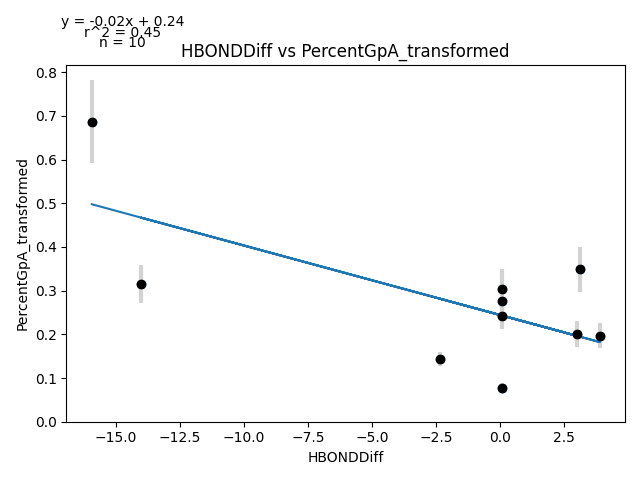 y = -0.02x + 0.24
r^2 = 0.45
n = 10
HBONDDiff vs PercentGpA_transformed
PercentGpA_transformed
0.8
0.7
0.6
0.5
0.4
0.3
0.2
0.1
0.0
−15.0 −12.5 −10.0 −7.5 −5.0 −2.5 0.0 2.5
HBONDDiff